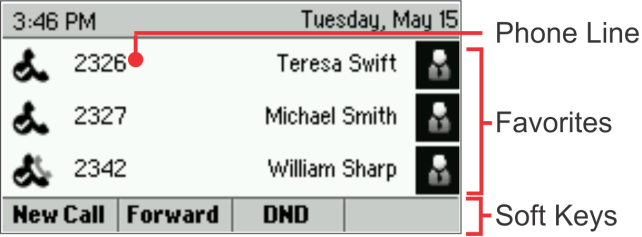 3:46 PM Tuesday, May 15
Phone Line
2326 Teresa Swift
2327 Michael Smith
Favorites
2342 William Sharp
New Call Forward DND
Soft Keys